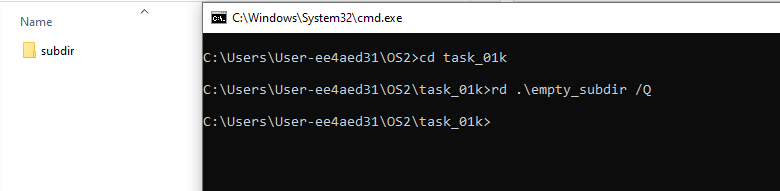 Name
subdir
C:\Windows\System32\cmd.exe
C:\Users\User-ee4aed31\OS2>cd task_01k
C:\Users\User-ee4aed31\OS2\task_01k>rd .\empty_subdir /Q
C:\Users\User-ee4aed31\OS2\task_01k>